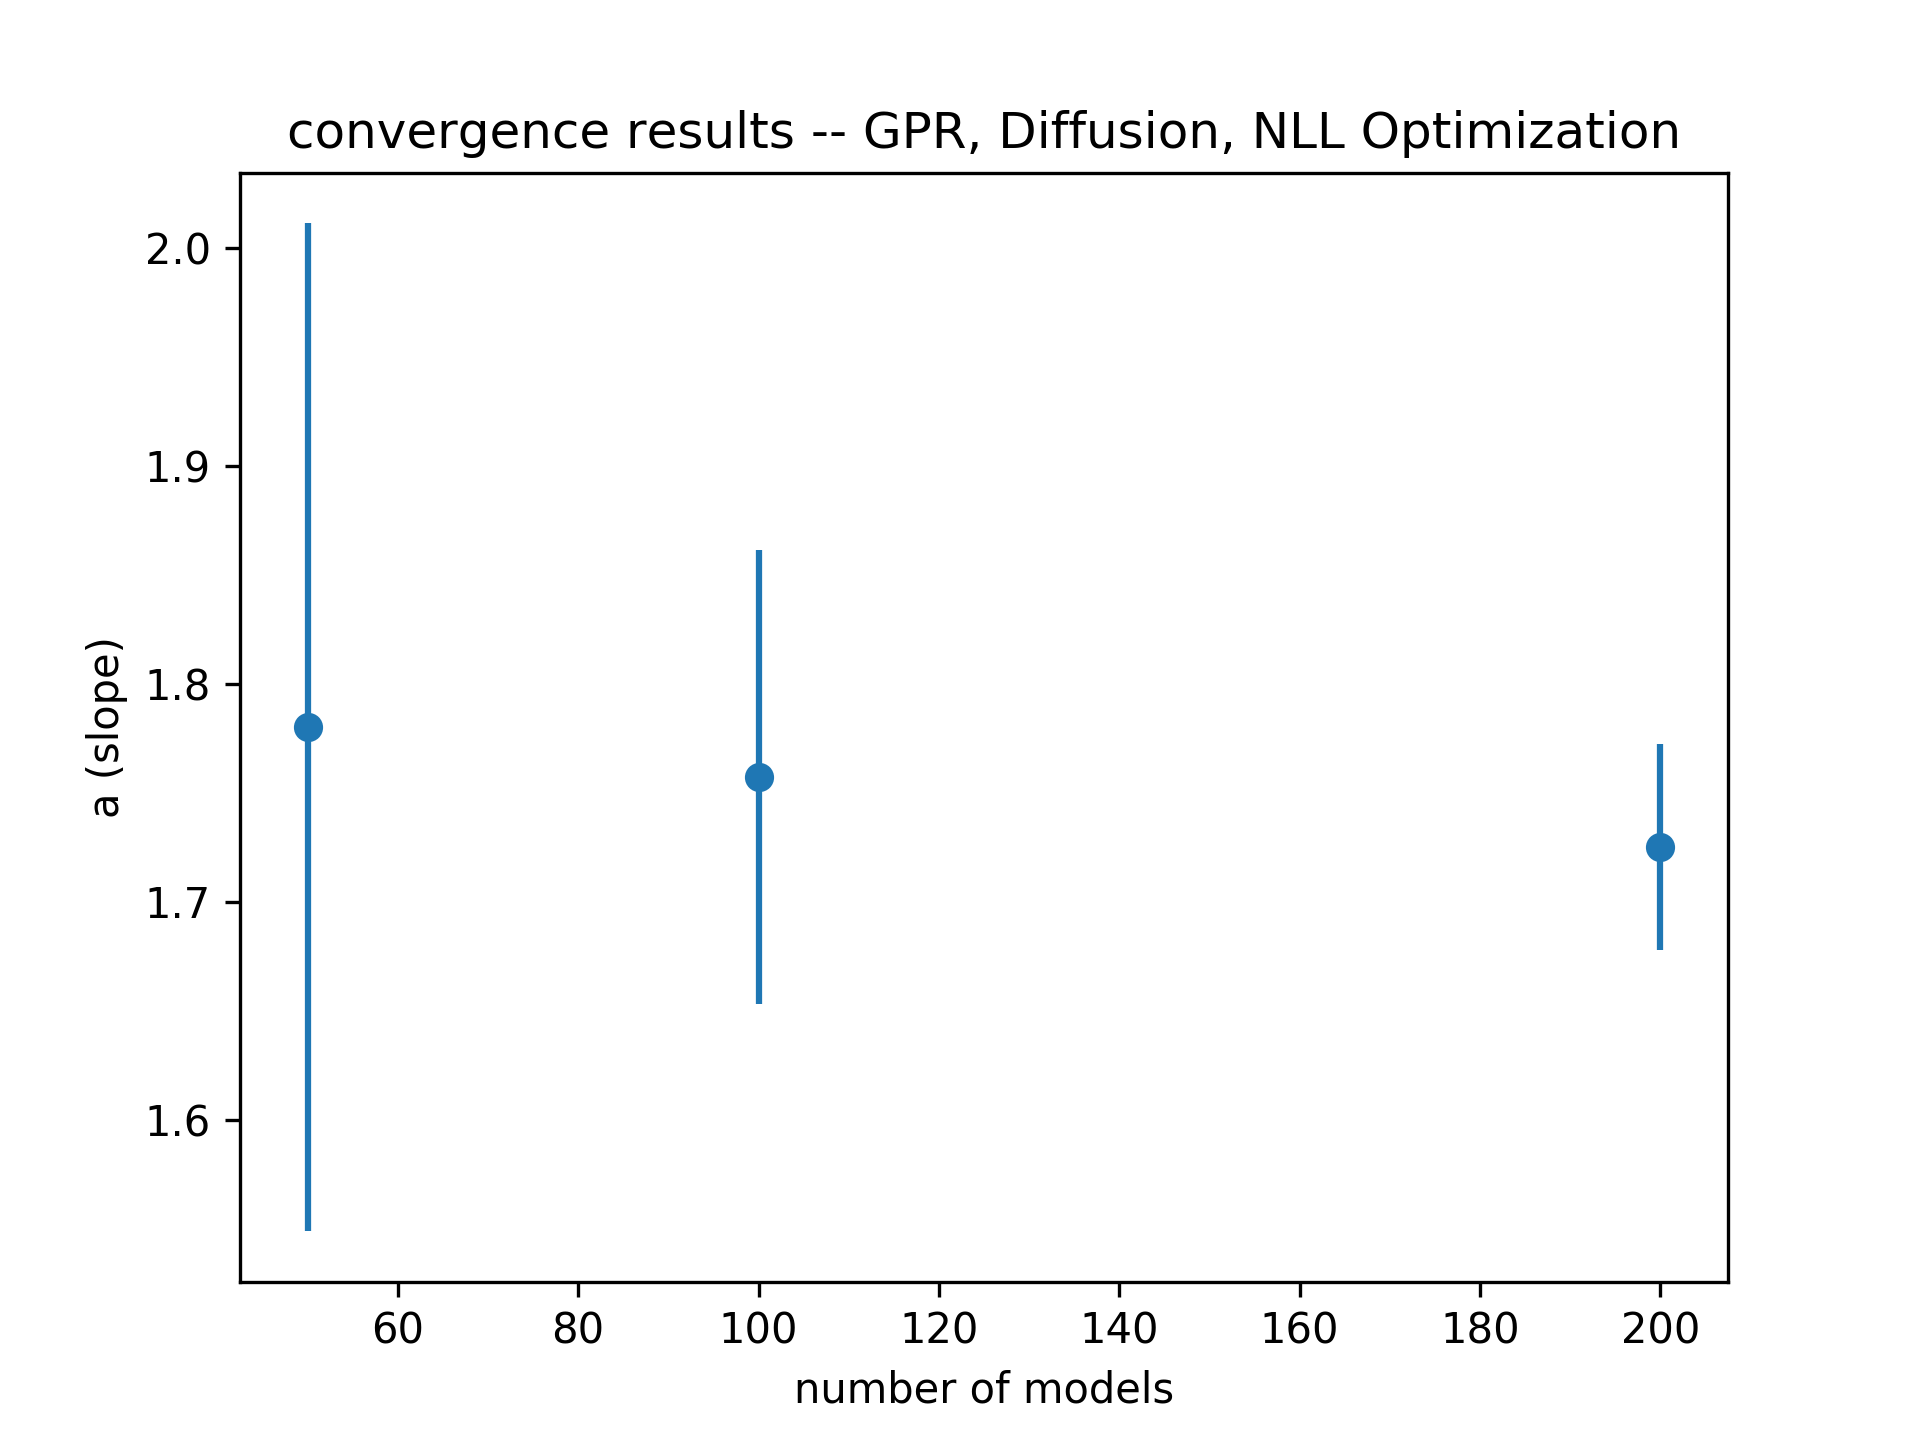 convergence results -- GPR, Diffusion, NLL Optimization
2.0
1.9
1.8
1.7
1.6
a (slope)
60 80 100 120 140 160 180 200
number of models